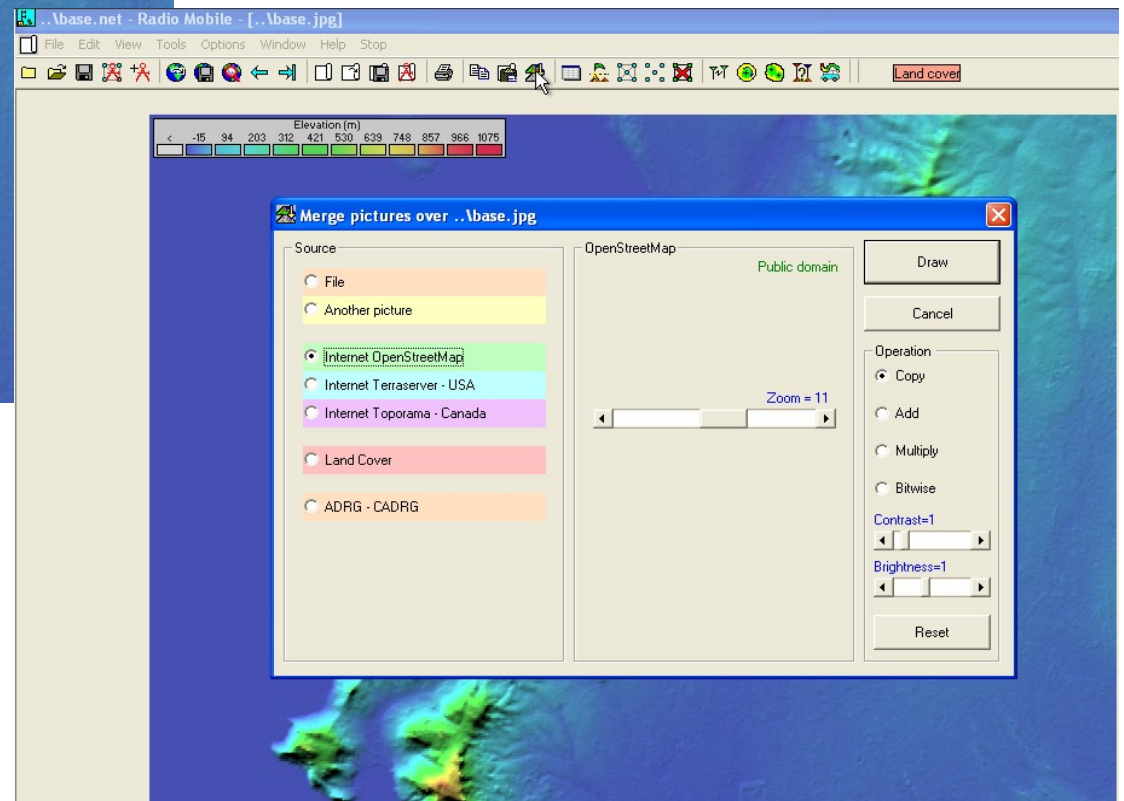 ..\base.net - Radio Mobile - [..\base.jpg]
File Edit View Tools Options Window Help Stop
Land cover
Elevation (m)
< -15 94 203 312 421 530 639 748 857 966 1075
Merge pictures over ..\base.jpg
Source
File
Another picture
Internet OpenStreetMap
Internet Terraserver - USA
Internet Toporama - Canada
Land Cover
ADRG - CADRG
OpenStreetMap
Public domain
Zoom = 11
Draw
Cancel
Operation
Copy
Add
Multiply
Bitwise
Contrast=1
Brightness=1
Reset